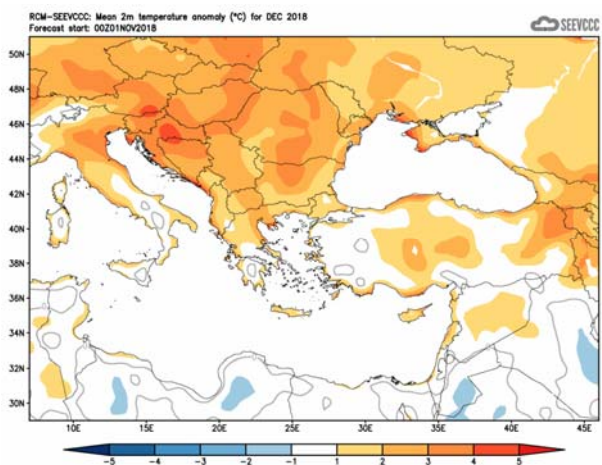 RCM-SEEVCCC: Mean 2m temperature anomaly (°C) for DEC 2018
Forecast start: 00Z01NOV2018
SEEVCCC
50N
48N
46N
44N
42N
40N
38N
36N
34N
32N
30N
10E 15E 20E 25E 30E 35E 40E 45E
-5 -4 -3 -2 -1 1 2 3 4 5